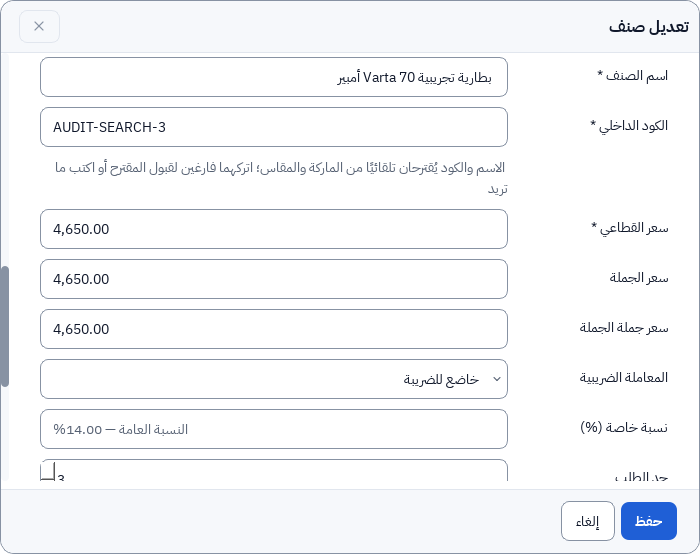 تعديل صنف
اسم الصنف *
بطارية تجريبية Varta 70 أمبير
الكود الداخلي *
AUDIT-SEARCH-3
الاسم والكود يُقترحان تلقائيًا من الماركة والمقاس؛ اتركهما فارغين لقبول المقترح أو اكتب ما
تريد
سعر القطاعي *
4,650.00
سعر الجملة
4,650.00
سعر جملة الجملة
4,650.00
المعاملة الضريبية
خاضع للضريبة
نسبة خاصة (%)
النسبة العامة — 14.00%
حد الطلب
3
حفظ
إلغاء